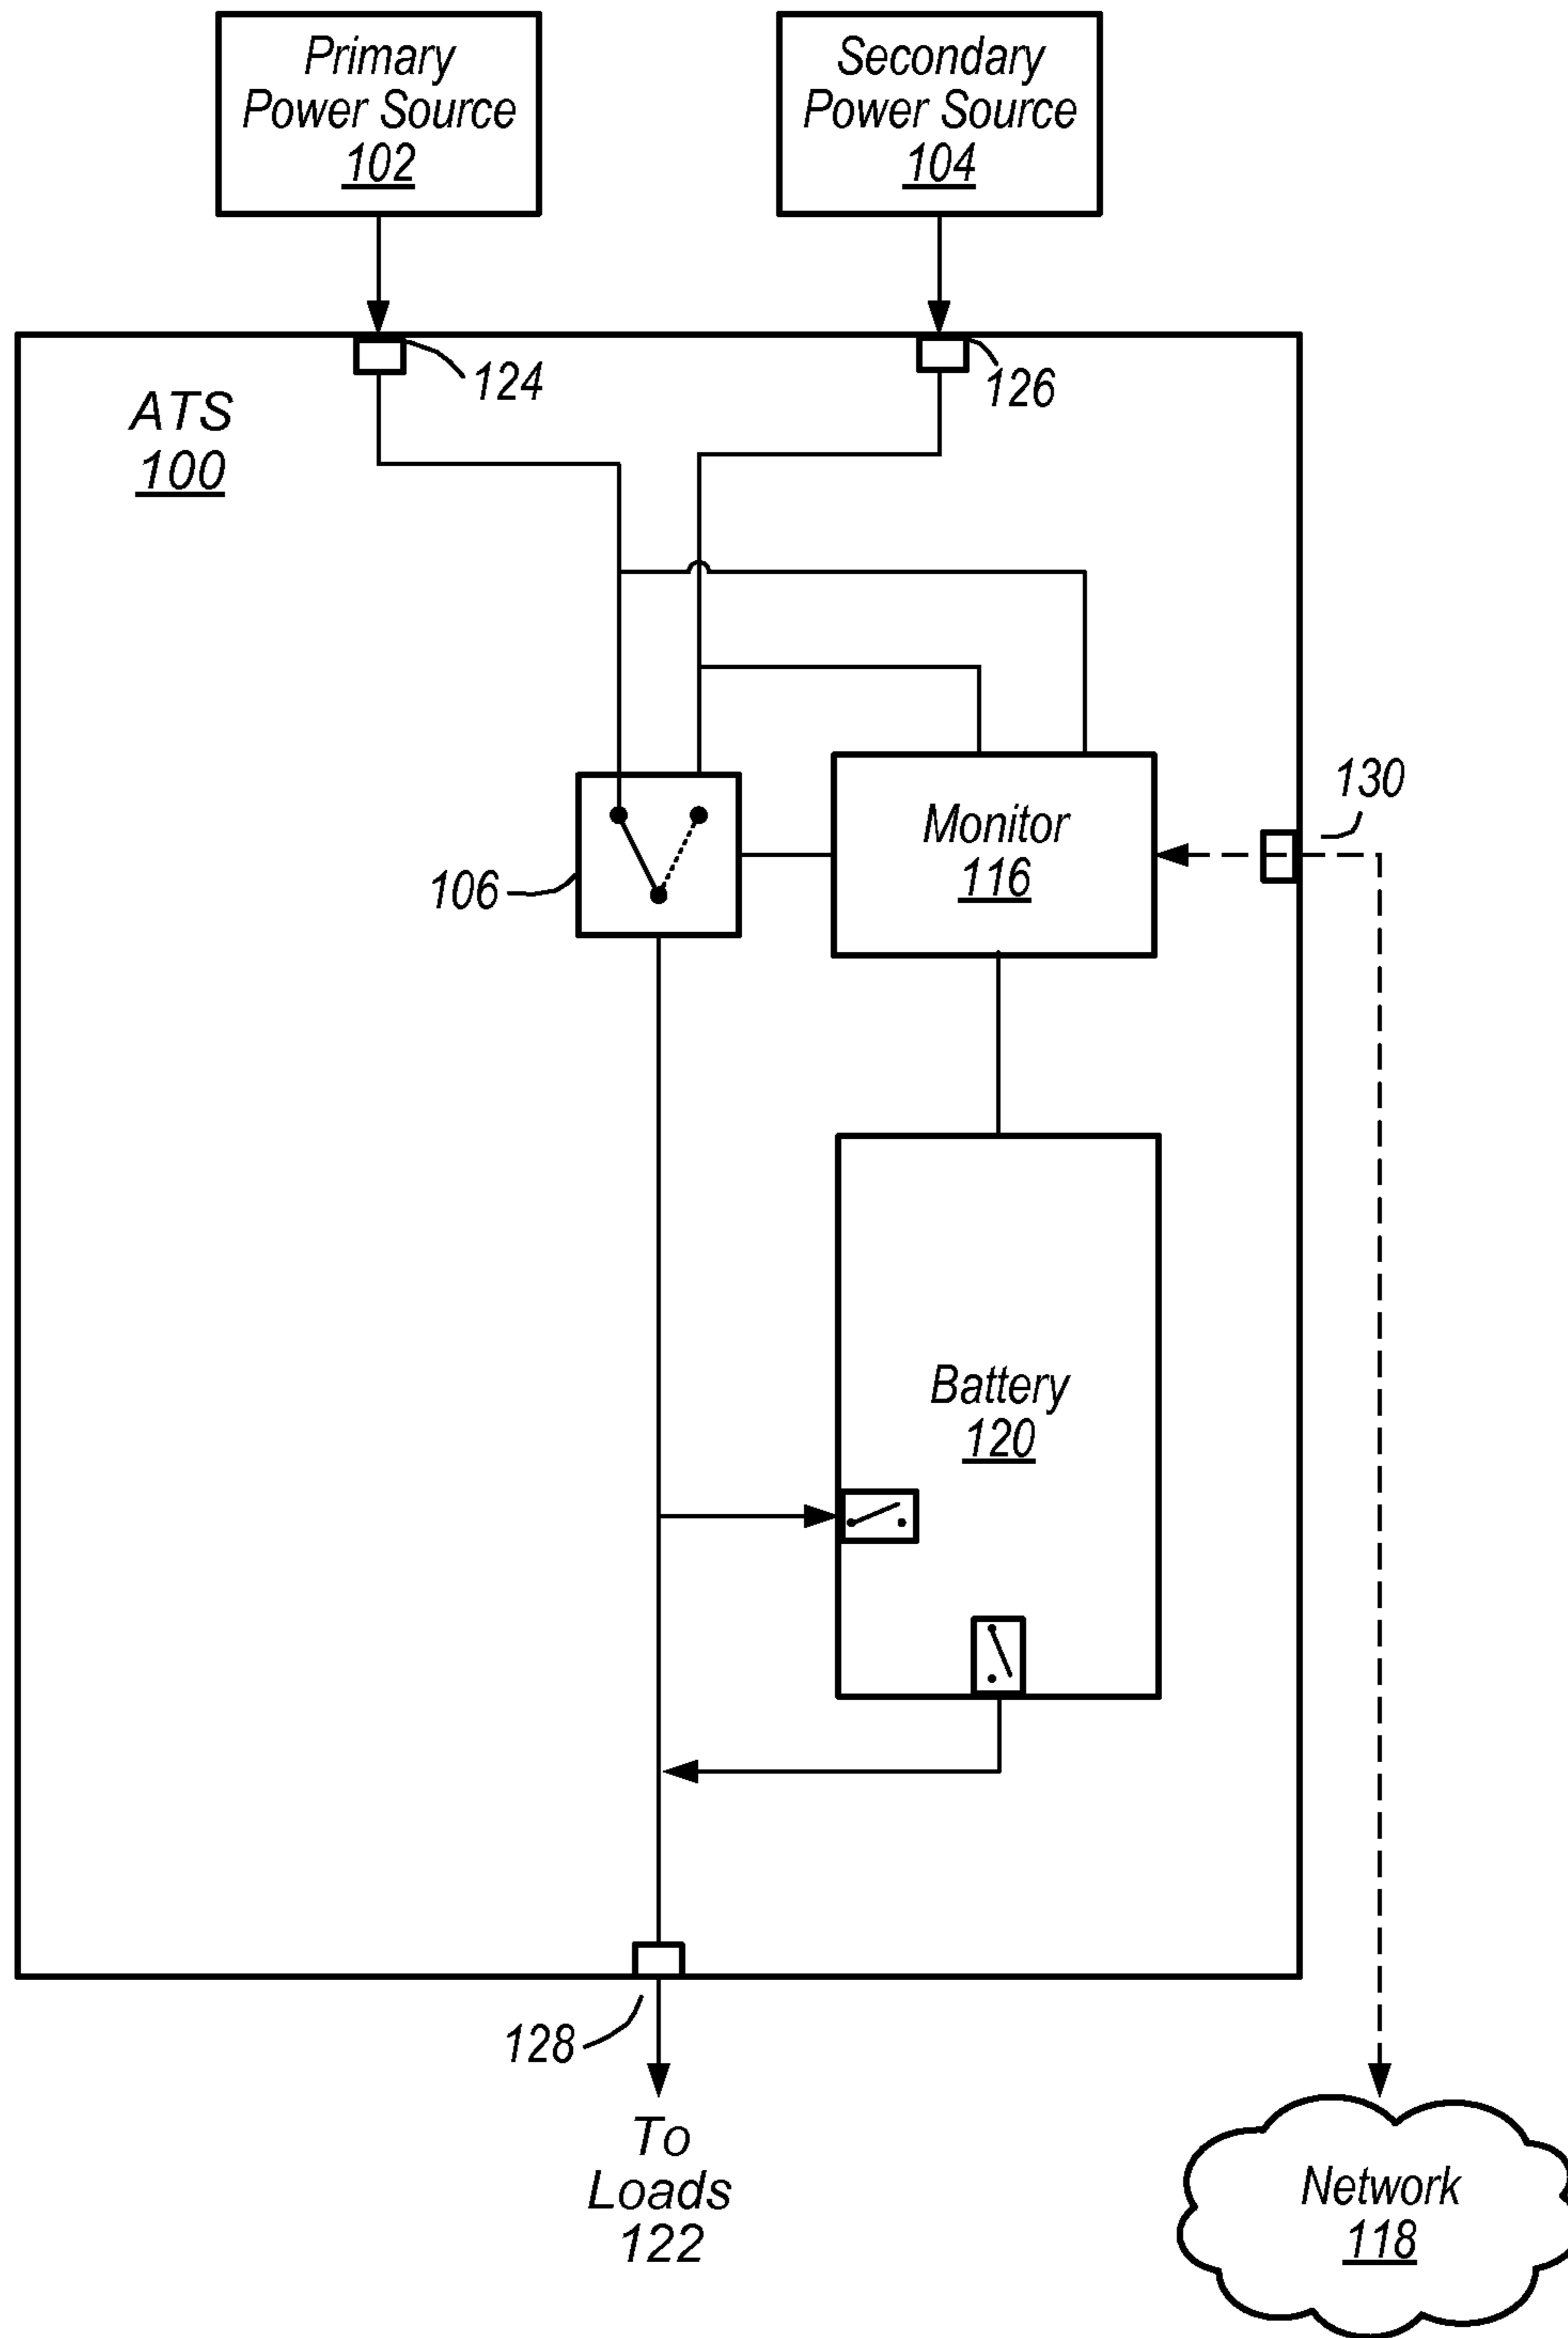 Primary
Power Source
102
Secondary
Power Source
104
124
126
ATS
100
130
Monitor
116
106
Battery
120
128
To
Loads
122
Network
118